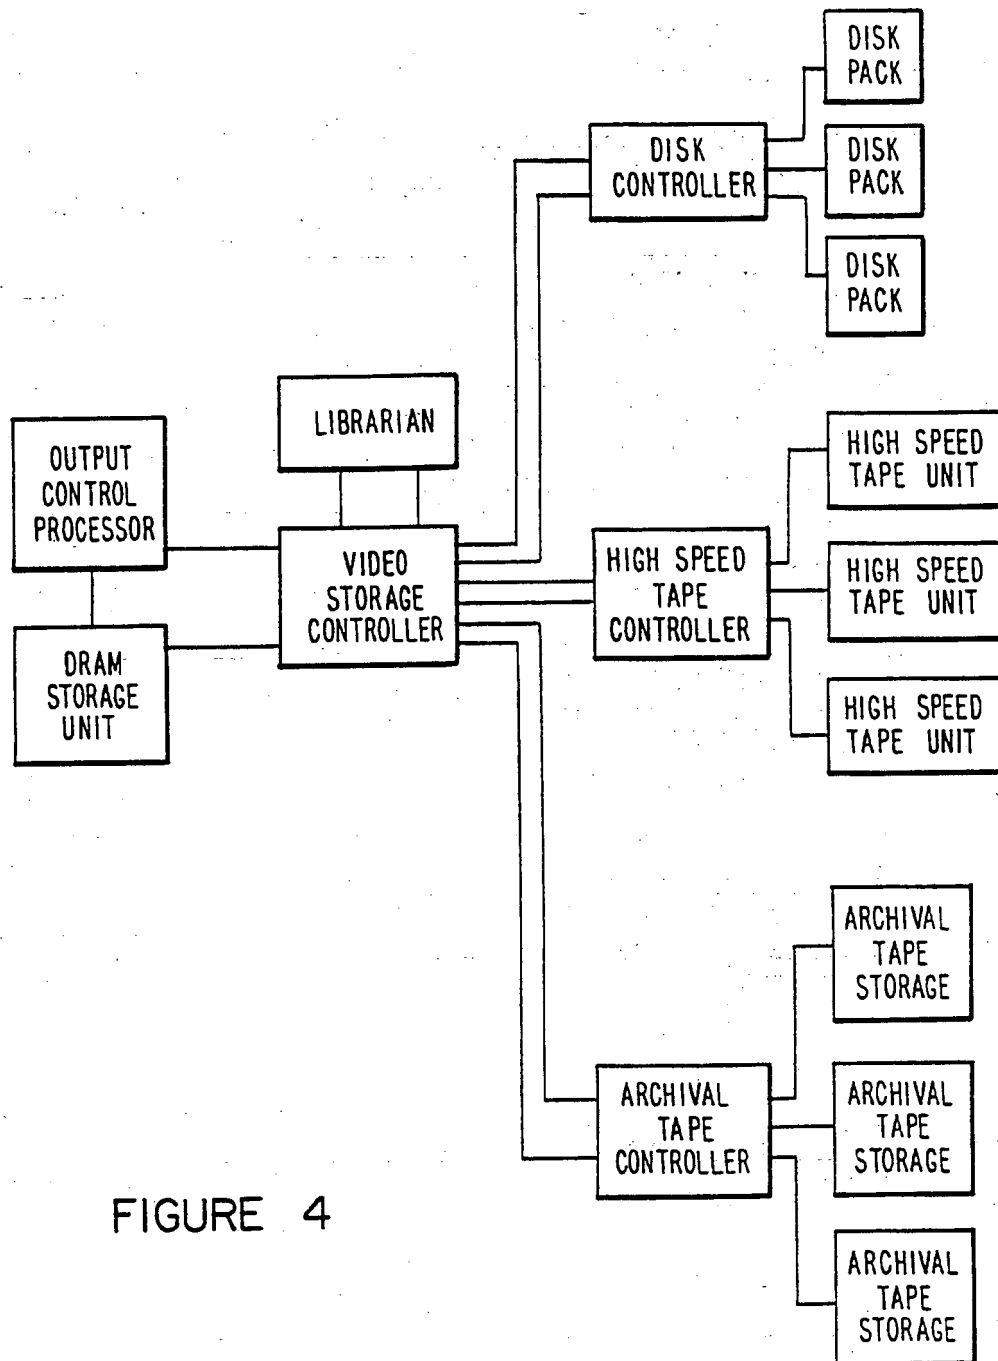 DISK
PACK
DISK
CONTROLLER
DISK
PACK
DISK
PACK
LIBRARIAN
OUTPUT
CONTROL
PROCESSOR
VIDEO
STORAGE
CONTROLLER
DRAM
STORAGE
UNIT
HIGH SPEED
TAPE
CONTROLLER
HIGH SPEED
TAPE UNIT
HIGH SPEED
TAPE UNIT
HIGH SPEED
TAPE UNIT
ARCHIVAL
TAPE
CONTROLLER
ARCHIVAL
TAPE
STORAGE
ARCHIVAL
TAPE
STORAGE
ARCHIVAL
TAPE
STORAGE
FIGURE 4